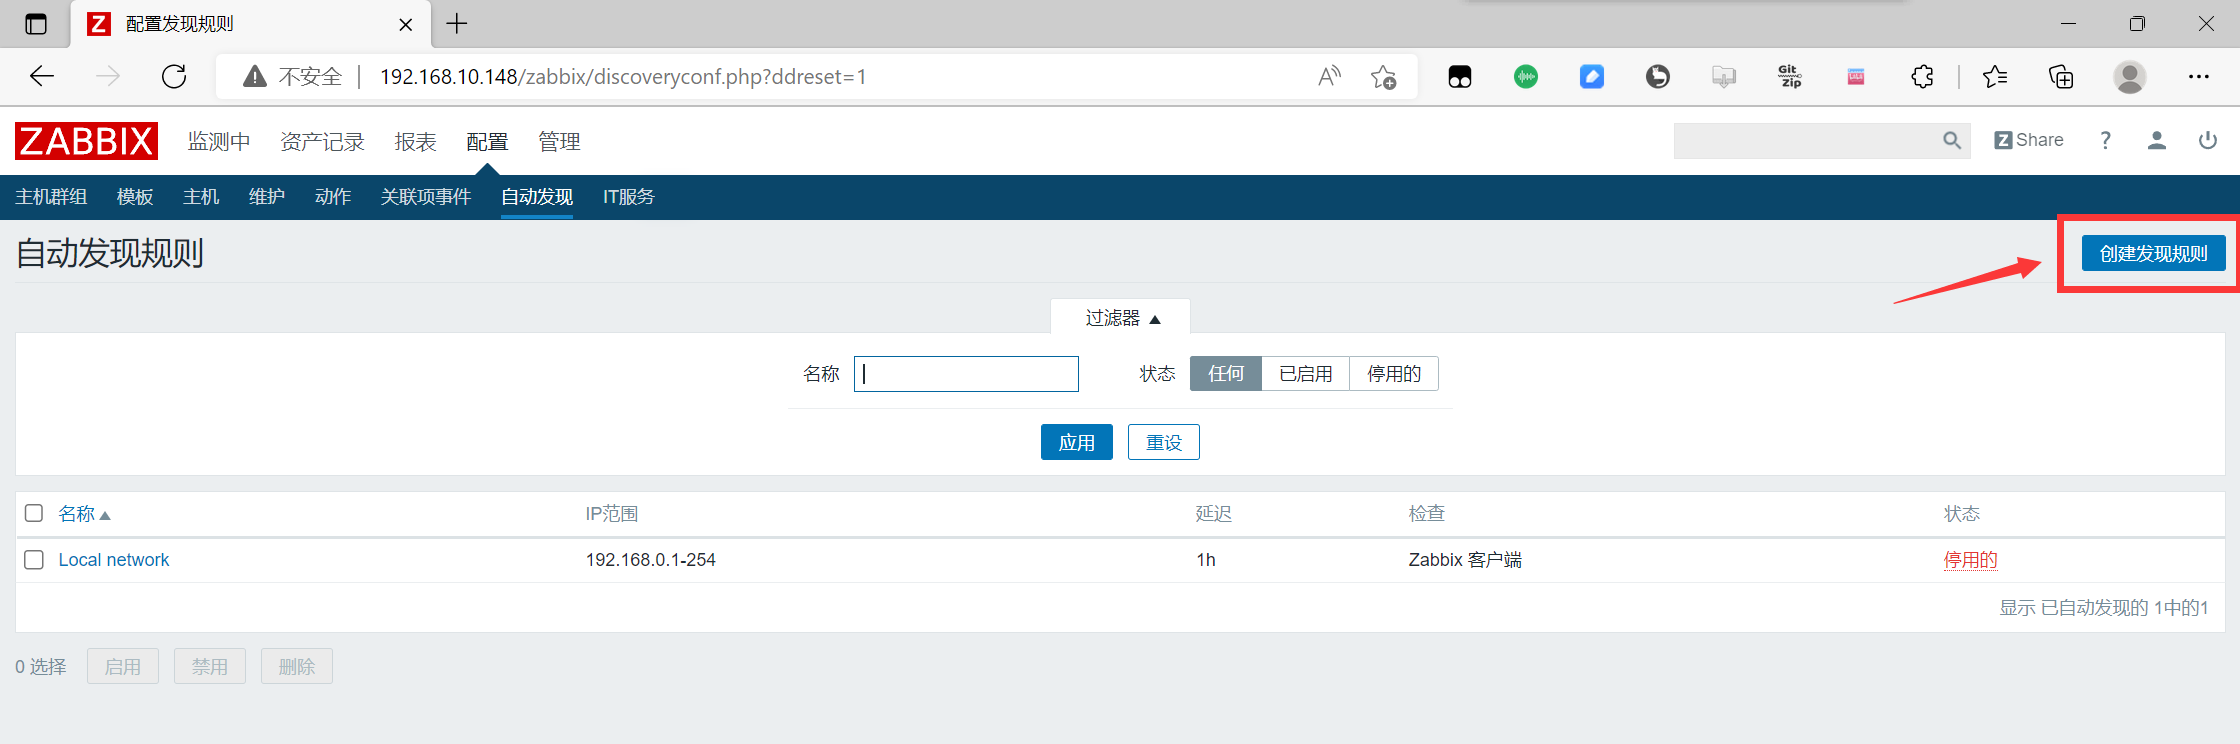 Z 配置发现规则
不安全 192.168.10.148/zabbix/discoveryconf.php?ddreset=1 A Git Zip
ZABBIX 监测中 资产记录 报表 配置 管理 Z Share ?
主机群组 模板 主机 维护 动作 关联项事件 自动发现 IT服务
自动发现规则 创建发现规则
过滤器 ▲
名称 状态 任何 已启用 停用的
应用 重设
名称 ▲ IP范围 延迟 检查 状态
Local network 192.168.0.1-254 1h Zabbix 客户端 停用的
显示 已自动发现的 1中的1
0 选择 启用 禁用 删除